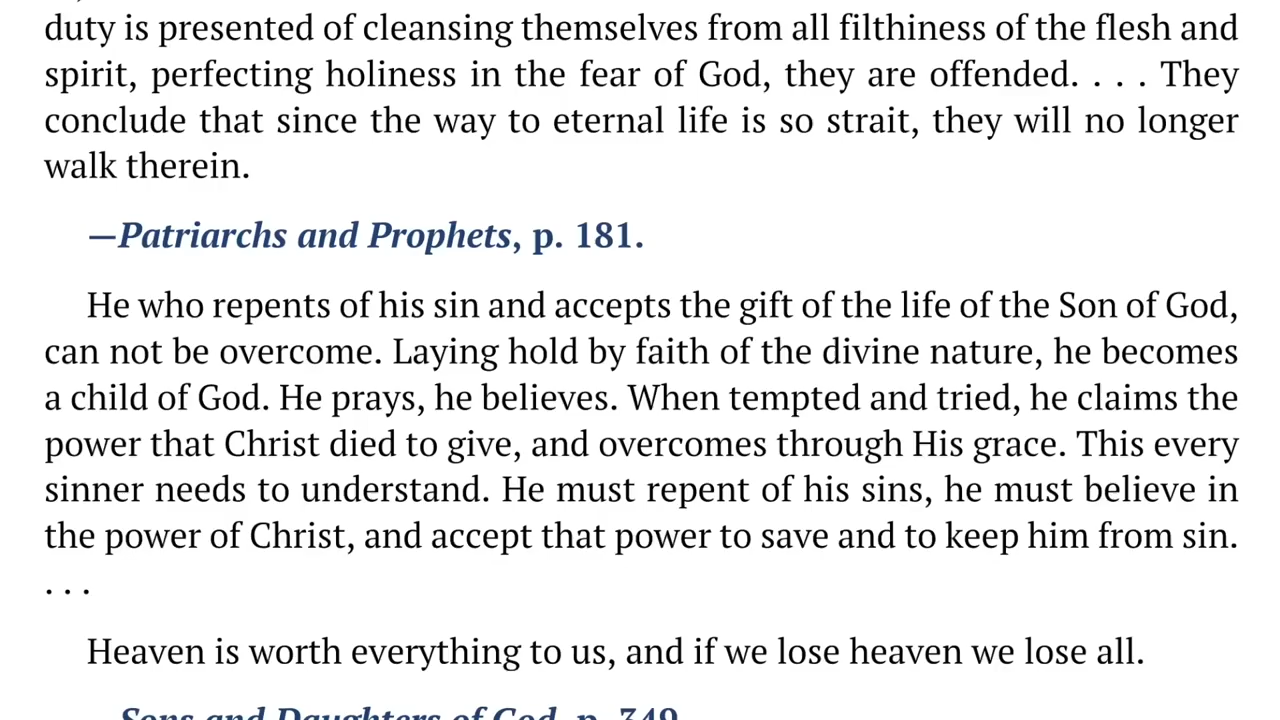 duty is presented of cleansing themselves from all filthiness of the flesh and
spirit, perfecting holiness in the fear of God, they are offended. . . . They
conclude that since the way to eternal life is so strait, they will no longer
walk therein.
—Patriarchs and Prophets, p. 181.
He who repents of his sin and accepts the gift of the life of the Son of God,
can not be overcome. Laying hold by faith of the divine nature, he becomes
a child of God. He prays, he believes. When tempted and tried, he claims the
power that Christ died to give, and overcomes through His grace. This every
sinner needs to understand. He must repent of his sins, he must believe in
the power of Christ, and accept that power to save and to keep him from sin.
. . .
Heaven is worth everything to us, and if we lose heaven we lose all.
—Sons and Daughters of God, p. 349.